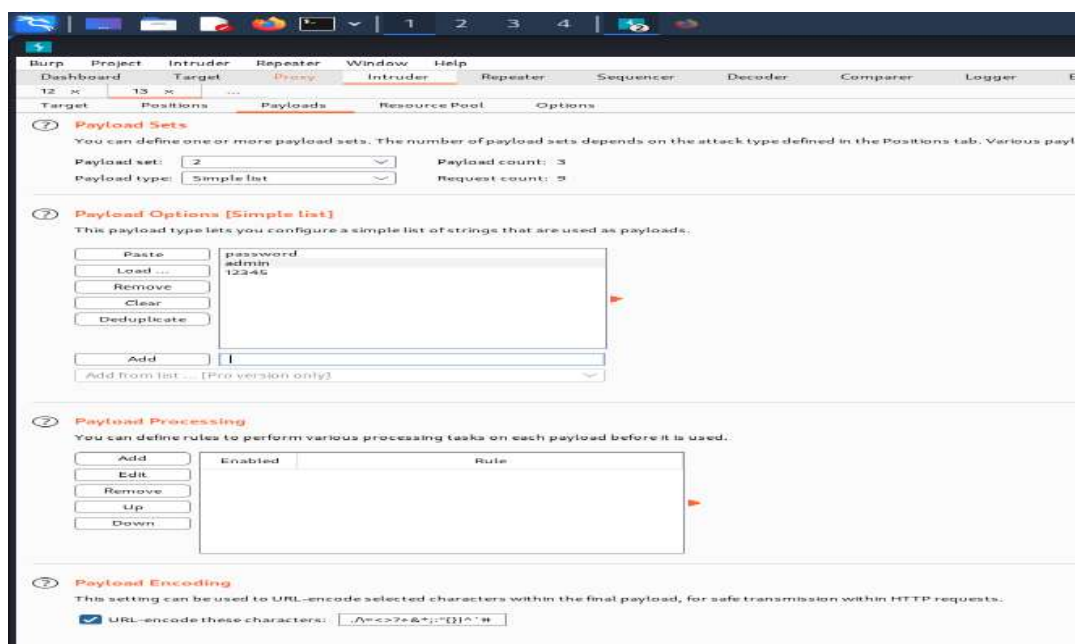 1 2 3 4
Burp Project Intruder Repeater Window Help
Dashboard Target Proxy Intruder Repeater Sequencer Decoder Comparer Logger E
12 × 13 × ...
Target Positions Payloads Resource Pool Options
? Payload Sets
You can define one or more payload sets. The number of payload sets depends on the attack type defined in the Positions tab. Various payl
Payload set: 2 Payload count: 3
Payload type: Simple list Request count: 9
? Payload Options [Simple list]
This payload type lets you configure a simple list of strings that are used as payloads.
Paste
Load ...
Remove
Clear
Deduplicate
password
admin
12345
Add
Add from list ... [Pro version only]
? Payload Processing
You can define rules to perform various processing tasks on each payload before it is used.
Add
Edit
Remove
Up
Down
Enabled Rule
? Payload Encoding
This setting can be used to URL-encode selected characters within the final payload, for safe transmission within HTTP requests.
URL-encode these characters: